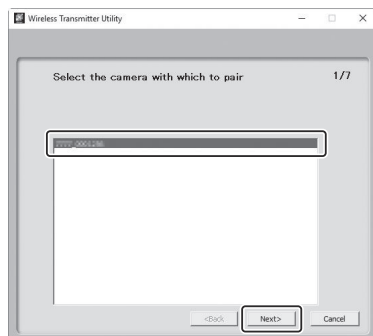 Wireless Transmitter Utility
Select the camera with which to pair
1/7
<Back
Next>
Cancel